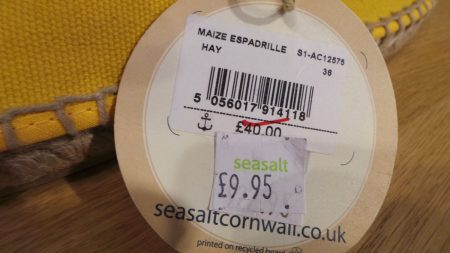 MAIZE ESPADRILLE S1-AC12575
HAY 36
5 056017 914118
£40.00
seasalt
£9.95
seasaltcornwall.co.uk
printed on recycled board